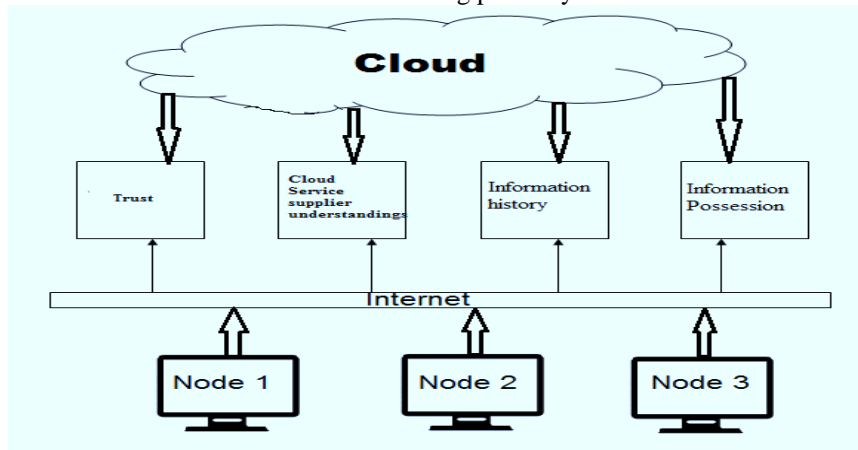 Cloud
Trust
Cloud
Service
supplier
understandings
Information
history
Information
Possession
Internet
Node 1
Node 2
Node 3